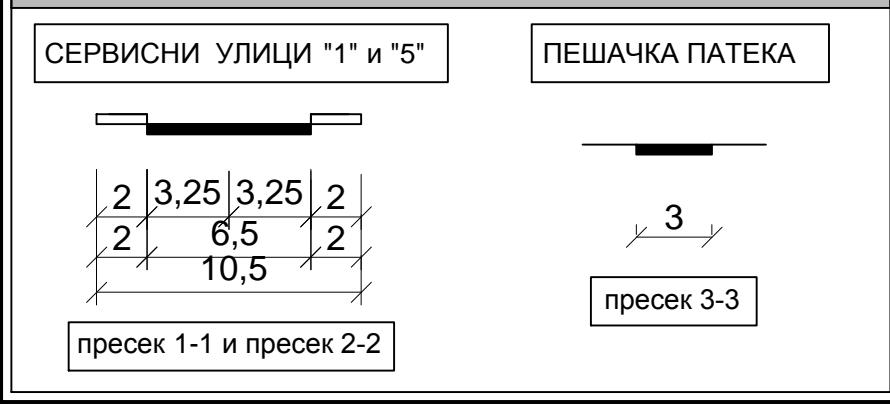 СЕРВИСНИ УЛИЦИ "1" и "5"
2 3,25 3,25 2
2 6,5 2
10,5
пресек 1-1 и пресек 2-2
ПЕШАЧКА ПАТЕКА
3
пресек 3-3